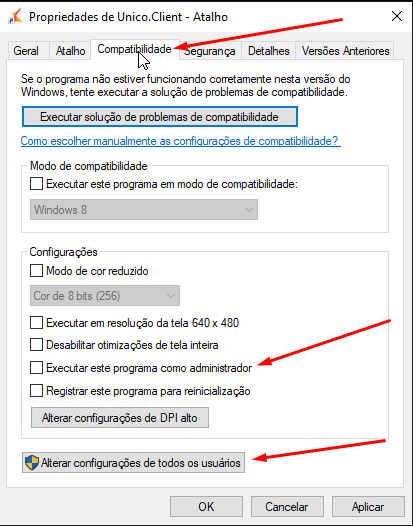 Propriedades de Unico.Client - Atalho
Geral Atalho Compatibilidade Segurança Detalhes Versões Anteriores
Se o programa não estiver funcionando corretamente nesta versão do
Windows, tente executar a solução de problemas de compatibilidade.
Executar solução de problemas de compatibilidade
Como escolher manualmente as configurações de compatibilidade?
Modo de compatibilidade
Executar este programa em modo de compatibilidade:
Windows 8
Configurações
Modo de cor reduzido
Cor de 8 bits (256)
Executar em resolução da tela 640 x 480
Desabilitar otimizações de tela inteira
Executar este programa como administrador
Registrar este programa para reinicialização
Alterar configurações de DPI alto
Alterar configurações de todos os usuários
OK Cancelar Aplicar